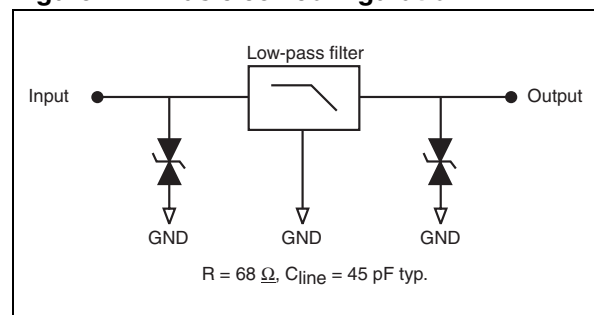 Low-pass filter
Input
Output
GND
GND
GND
R = 68 Ω, Cline = 45 pF typ.